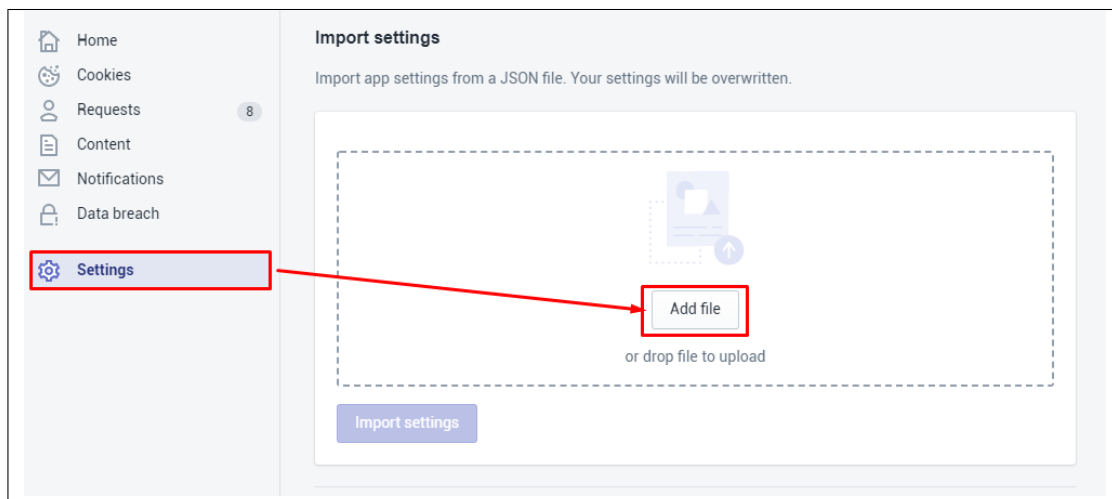 Home
Cookies
Requests 8
Content
Notifications
Data breach
Settings
Import settings
Import app settings from a JSON file. Your settings will be overwritten.
Add file
or drop file to upload
Import settings